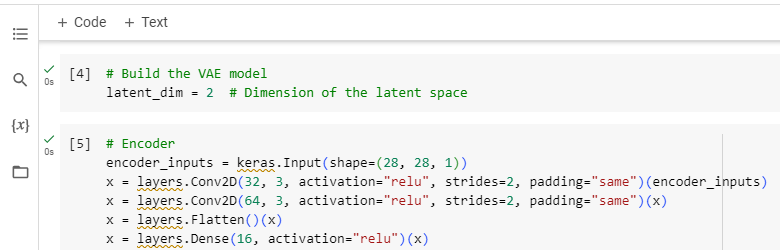 + Code + Text
[4] # Build the VAE model
0s
latent_dim = 2  # Dimension of the latent space
{x}
[5] # Encoder
0s
encoder_inputs = keras.Input(shape=(28, 28, 1))
x = layers.Conv2D(32, 3, activation="relu", strides=2, padding="same")(encoder_inputs)
x = layers.Conv2D(64, 3, activation="relu", strides=2, padding="same")(x)
x = layers.Flatten()(x)
x = layers.Dense(16, activation="relu")(x)